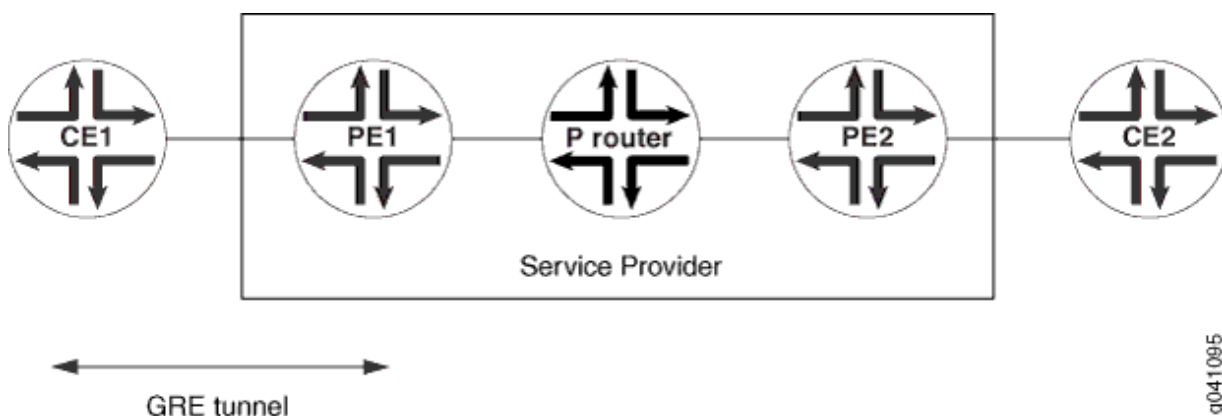 CE1
PE1
P router
PE2
CE2
Service Provider
GRE tunnel
g041095